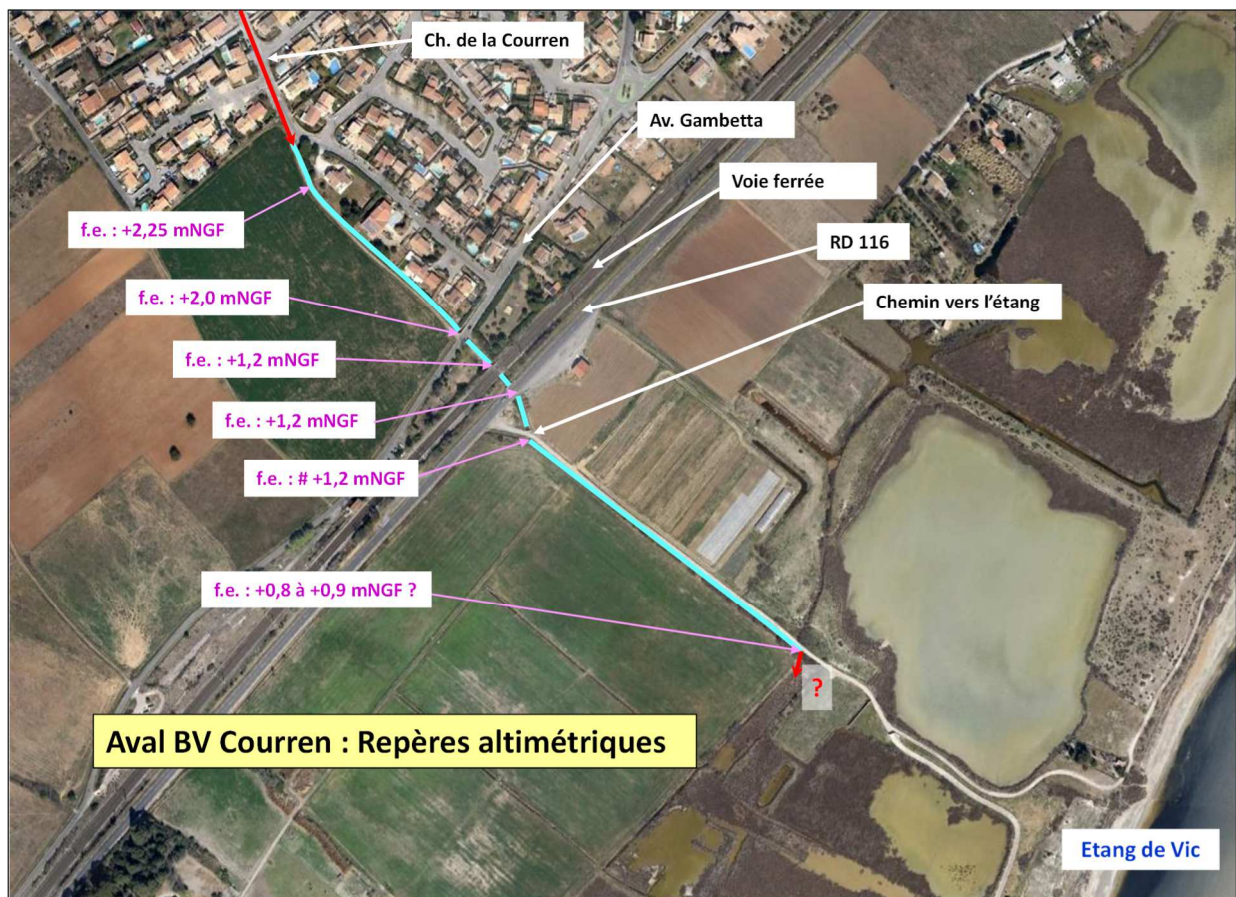 Ch. de la Courren
Av. Gambetta
Voie ferrée
f.e. : +2,25 mNGF
RD 116
f.e. : +2,0 mNGF
Chemin vers l'étang
f.e. : +1,2 mNGF
f.e. : +1,2 mNGF
f.e. : # +1,2 mNGF
f.e. : +0,8 à +0,9 mNGF ?
?
Aval BV Courren : Repères altimétriques
Etang de Vic